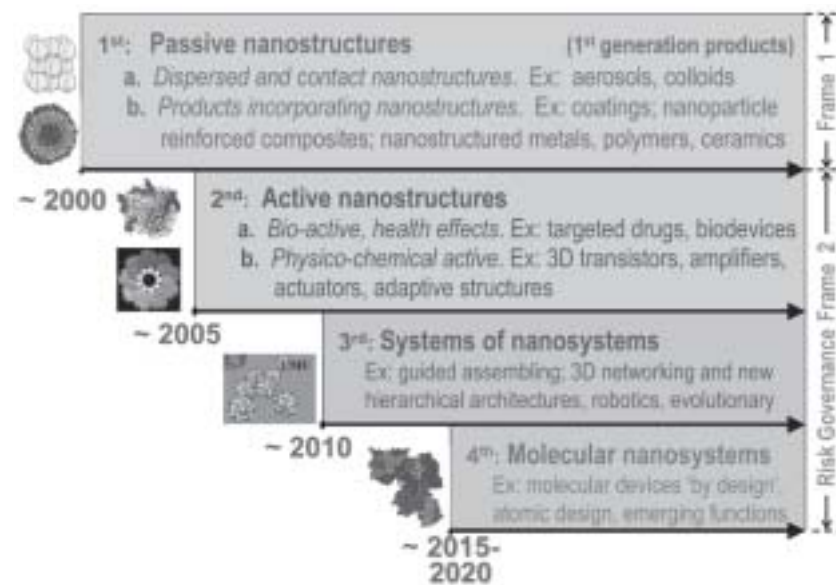 1st: Passive nanostructures (1st generation products)
a. Dispersed and contact nanostructures. Ex: aerosols, colloids
b. Products incorporating nanostructures. Ex: coatings; nanoparticle
reinforced composites; nanostructured metals, polymers, ceramics
~ 2000
2nd: Active nanostructures
a. Bio-active, health effects. Ex: targeted drugs, biodevices
b. Physico-chemical active. Ex: 3D transistors, amplifiers,
actuators, adaptive structures
~ 2005
3rd: Systems of nanosystems
Ex: guided assembling; 3D networking and new
hierarchical architectures, robotics, evolutionary
~ 2010
4th: Molecular nanosystems
Ex: molecular devices 'by design',
atomic design, emerging functions
~ 2015-
2020
Frame 1
Risk Governance Frame 2